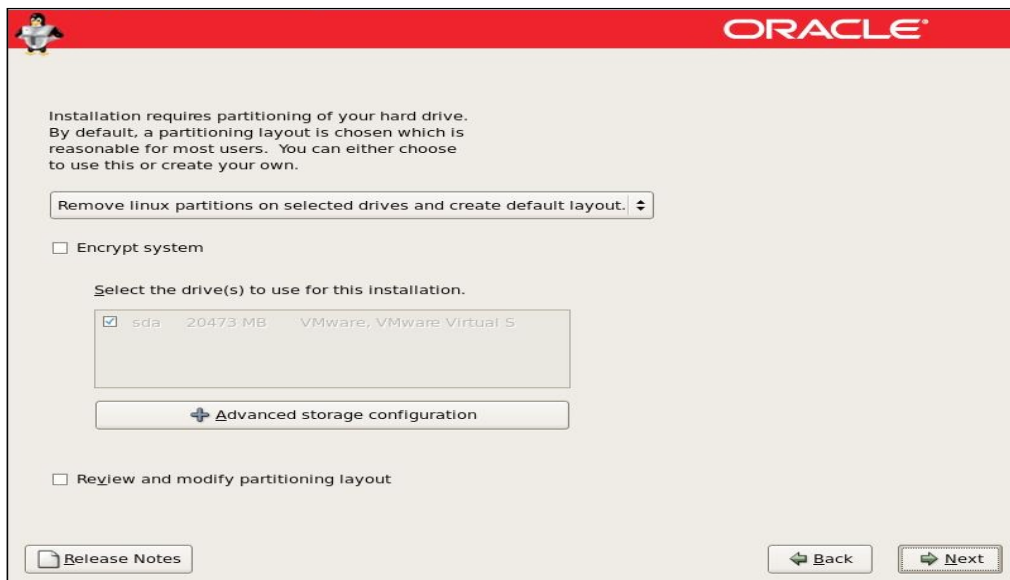 ORACLE®
Installation requires partitioning of your hard drive.
By default, a partitioning layout is chosen which is
reasonable for most users.  You can either choose
to use this or create your own.
Remove linux partitions on selected drives and create default layout.
Encrypt system
Select the drive(s) to use for this installation.
sda 20473 MB VMware, VMware Virtual S
Advanced storage configuration
Review and modify partitioning layout
Release Notes
Back
Next